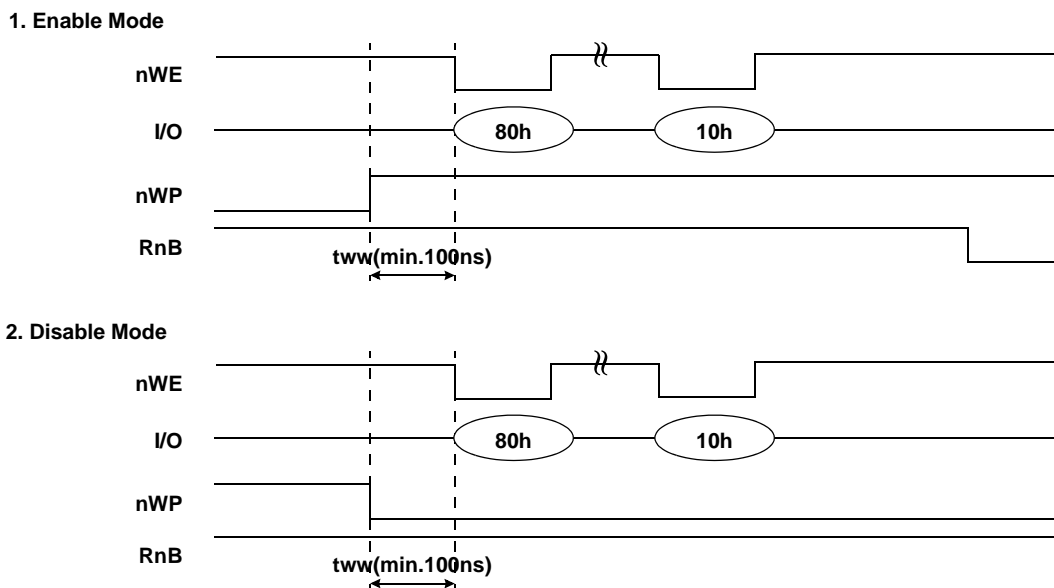 1. Enable Mode
nWE
I/O
80h
10h
nWP
RnB
tww(min.100ns)
2. Disable Mode
nWE
I/O
80h
10h
nWP
RnB
tww(min.100ns)